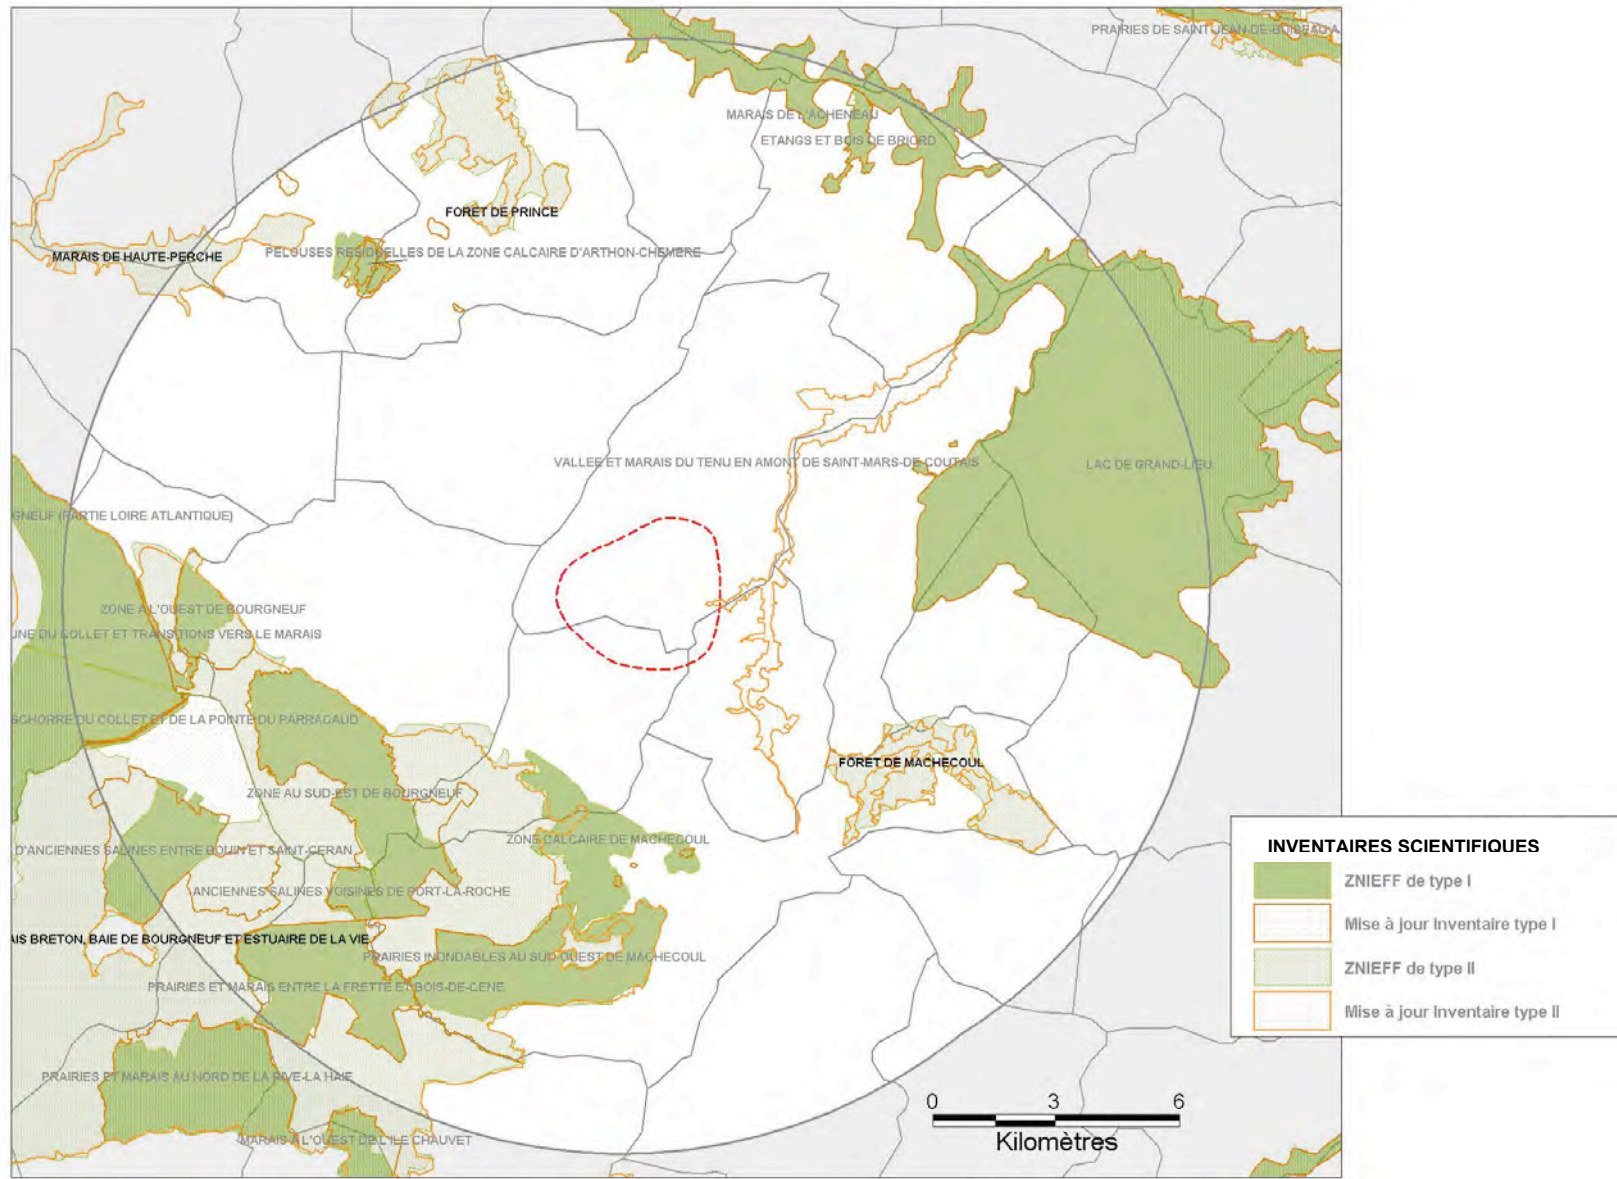 PRAIRIES DE SAINT-JEAN-DE-BOISEAU A
MARAIS DE L'ACHENEAU
ETANGS ET BOIS DE BRIORD
FORET DE PRINCE
PELOUSES RESIDUELLES DE LA ZONE CALCAIRE D'ARTHON-CHEMERE
MARAIS DE HAUTE-PERCHE
VALLEE ET MARAIS DU TENU EN AMONT DE SAINT-MARS-DE-COUTAIS
LAC DE GRAND-LIEU
GNEUF (PARTIE LOIRE ATLANTIQUE)
ZONE A L'OUEST DE BOURGNEUF
UNE DU COLLET ET TRANSITIONS VERS LE MARAIS
SCHORRE DU COLLET ET DE LA POINTE DU PARRACAUD
FORET DE MACHECOUL
ZONE AU SUD-EST DE BOURGNEUF
ZONE CALCAIRE DE MACHECOUL
D'ANCIENNES SALINES ENTRE BOUIN ET SAINT-CERAN
ANCIENNES SALINES VOISINES DE PORT-LA-ROCHE
AIS BRETON, BAIE DE BOURGNEUF ET ESTUAIRE DE LA VIE
PRAIRIES INONDABLES AU SUD OUEST DE MACHECOUL
PRAIRIES ET MARAIS ENTRE LA FRETTE ET BOIS-DE-CENE
PRAIRIES ET MARAIS AU NORD DE LA RIVE-LA HAIE
MARAIS A L'OUEST DE L'ILE CHAUVET
0 3 6
Kilomètres
INVENTAIRES SCIENTIFIQUES
ZNIEFF de type I
Mise à jour Inventaire type I
ZNIEFF de type II
Mise à jour Inventaire type II